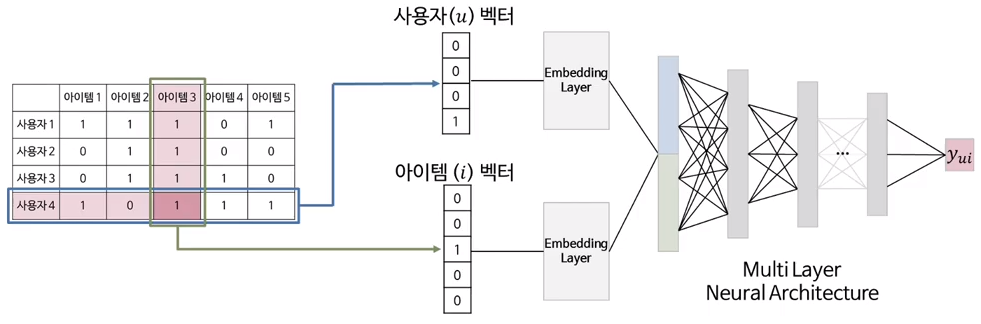 사용자(u) 벡터
0
0
0
1
Embedding
Layer
아이템 1 아이템 2 아이템 3 아이템 4 아이템 5
사용자 1 1 1 1 0 1
사용자 2 0 1 1 0 0
사용자 3 0 1 1 1 0
사용자 4 1 0 1 1 1
아이템 (i) 벡터
0
0
1
0
0
Embedding
Layer
...
y_ui
Multi Layer
Neural Architecture